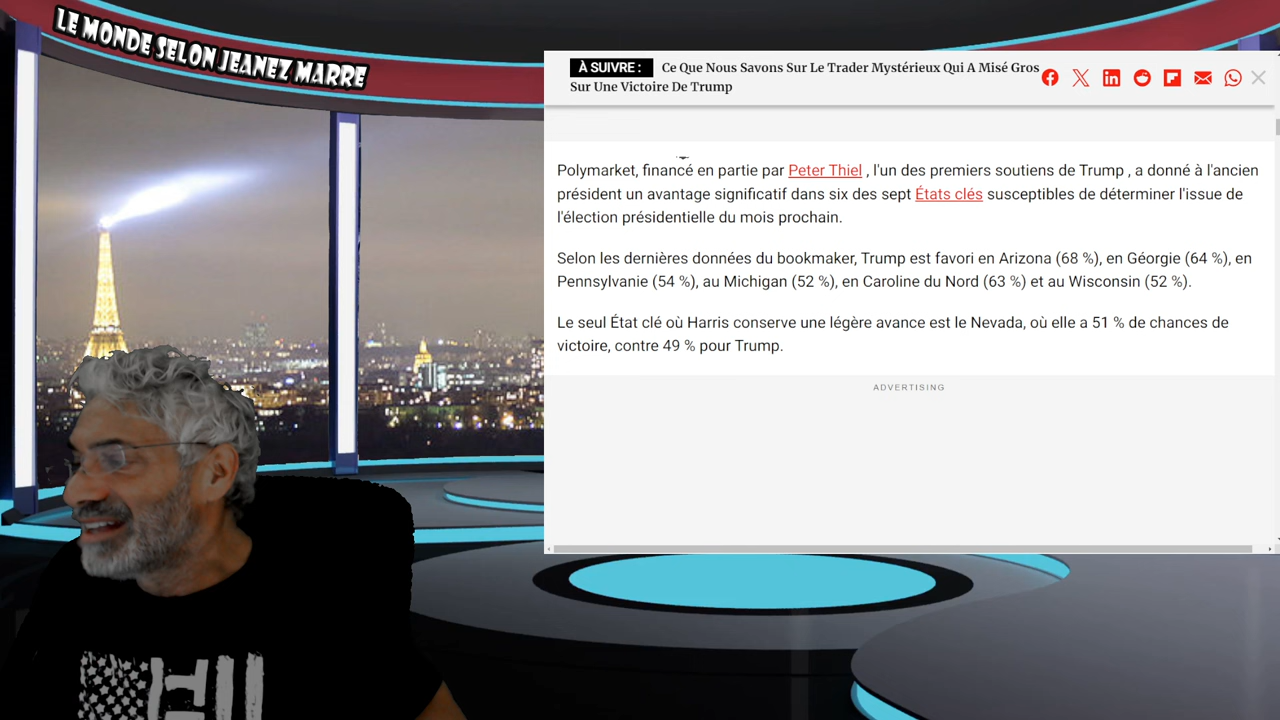 LE MONDE SELON JEANEZ MARRE
À SUIVRE : Ce Que Nous Savons Sur Le Trader Mystérieux Qui A Misé Gros
Sur Une Victoire De Trump
Polymarket, financé en partie par Peter Thiel , l'un des premiers soutiens de Trump , a donné à l'ancien
président un avantage significatif dans six des sept États clés susceptibles de déterminer l'issue de
l'élection présidentielle du mois prochain.
Selon les dernières données du bookmaker, Trump est favori en Arizona (68 %), en Géorgie (64 %), en
Pennsylvanie (54 %), au Michigan (52 %), en Caroline du Nord (63 %) et au Wisconsin (52 %).
Le seul État clé où Harris conserve une légère avance est le Nevada, où elle a 51 % de chances de
victoire, contre 49 % pour Trump.
ADVERTISING